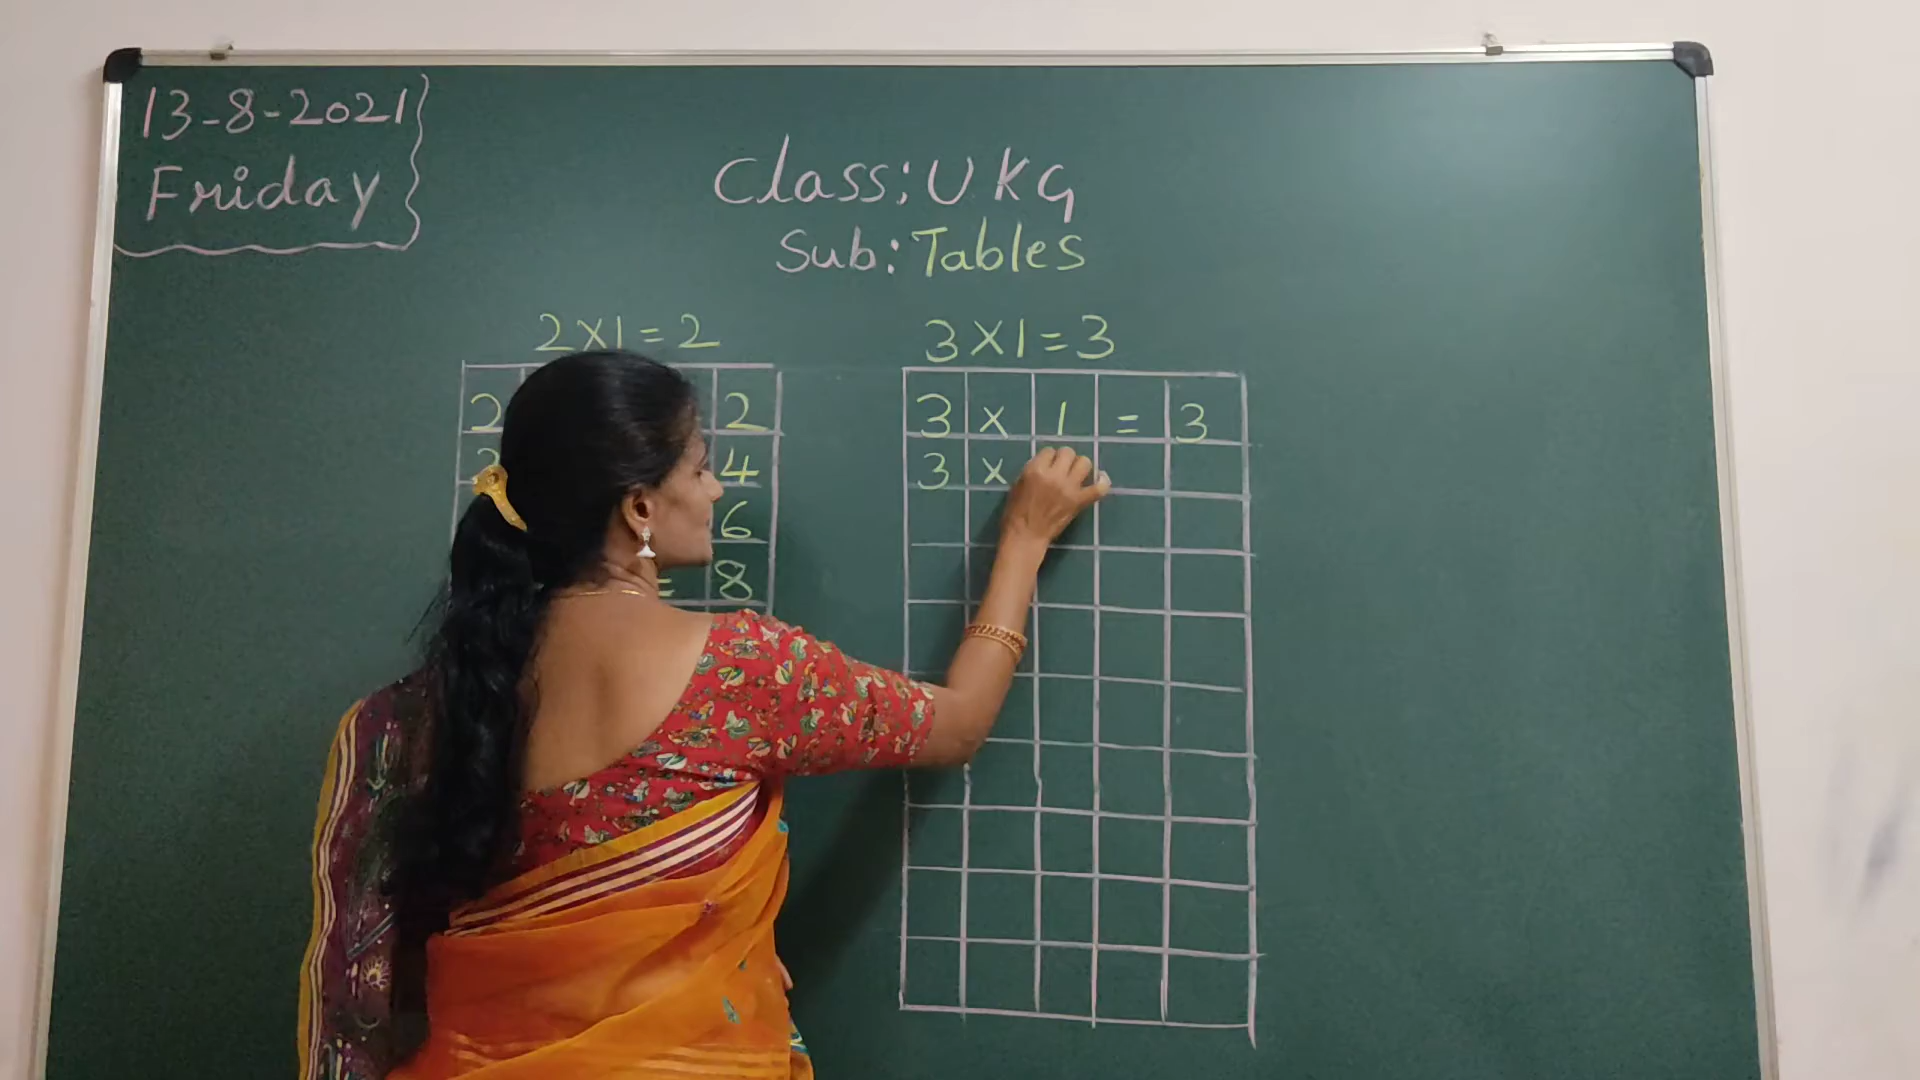 13-8-2021
Friday
Class: UKG
Sub: Tables
2X1=2
2 2
4
6
= 8
3X1=3
3 x 1 = 3
3 x